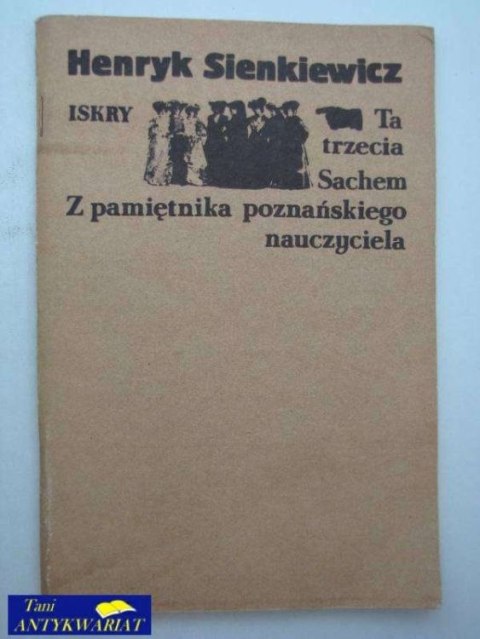 Henryk Sienkiewicz
ISKRY
Ta
trzecia
Sachem
Z pamiętnika poznańskiego
nauczyciela
Tani
ANTYKWARIAT